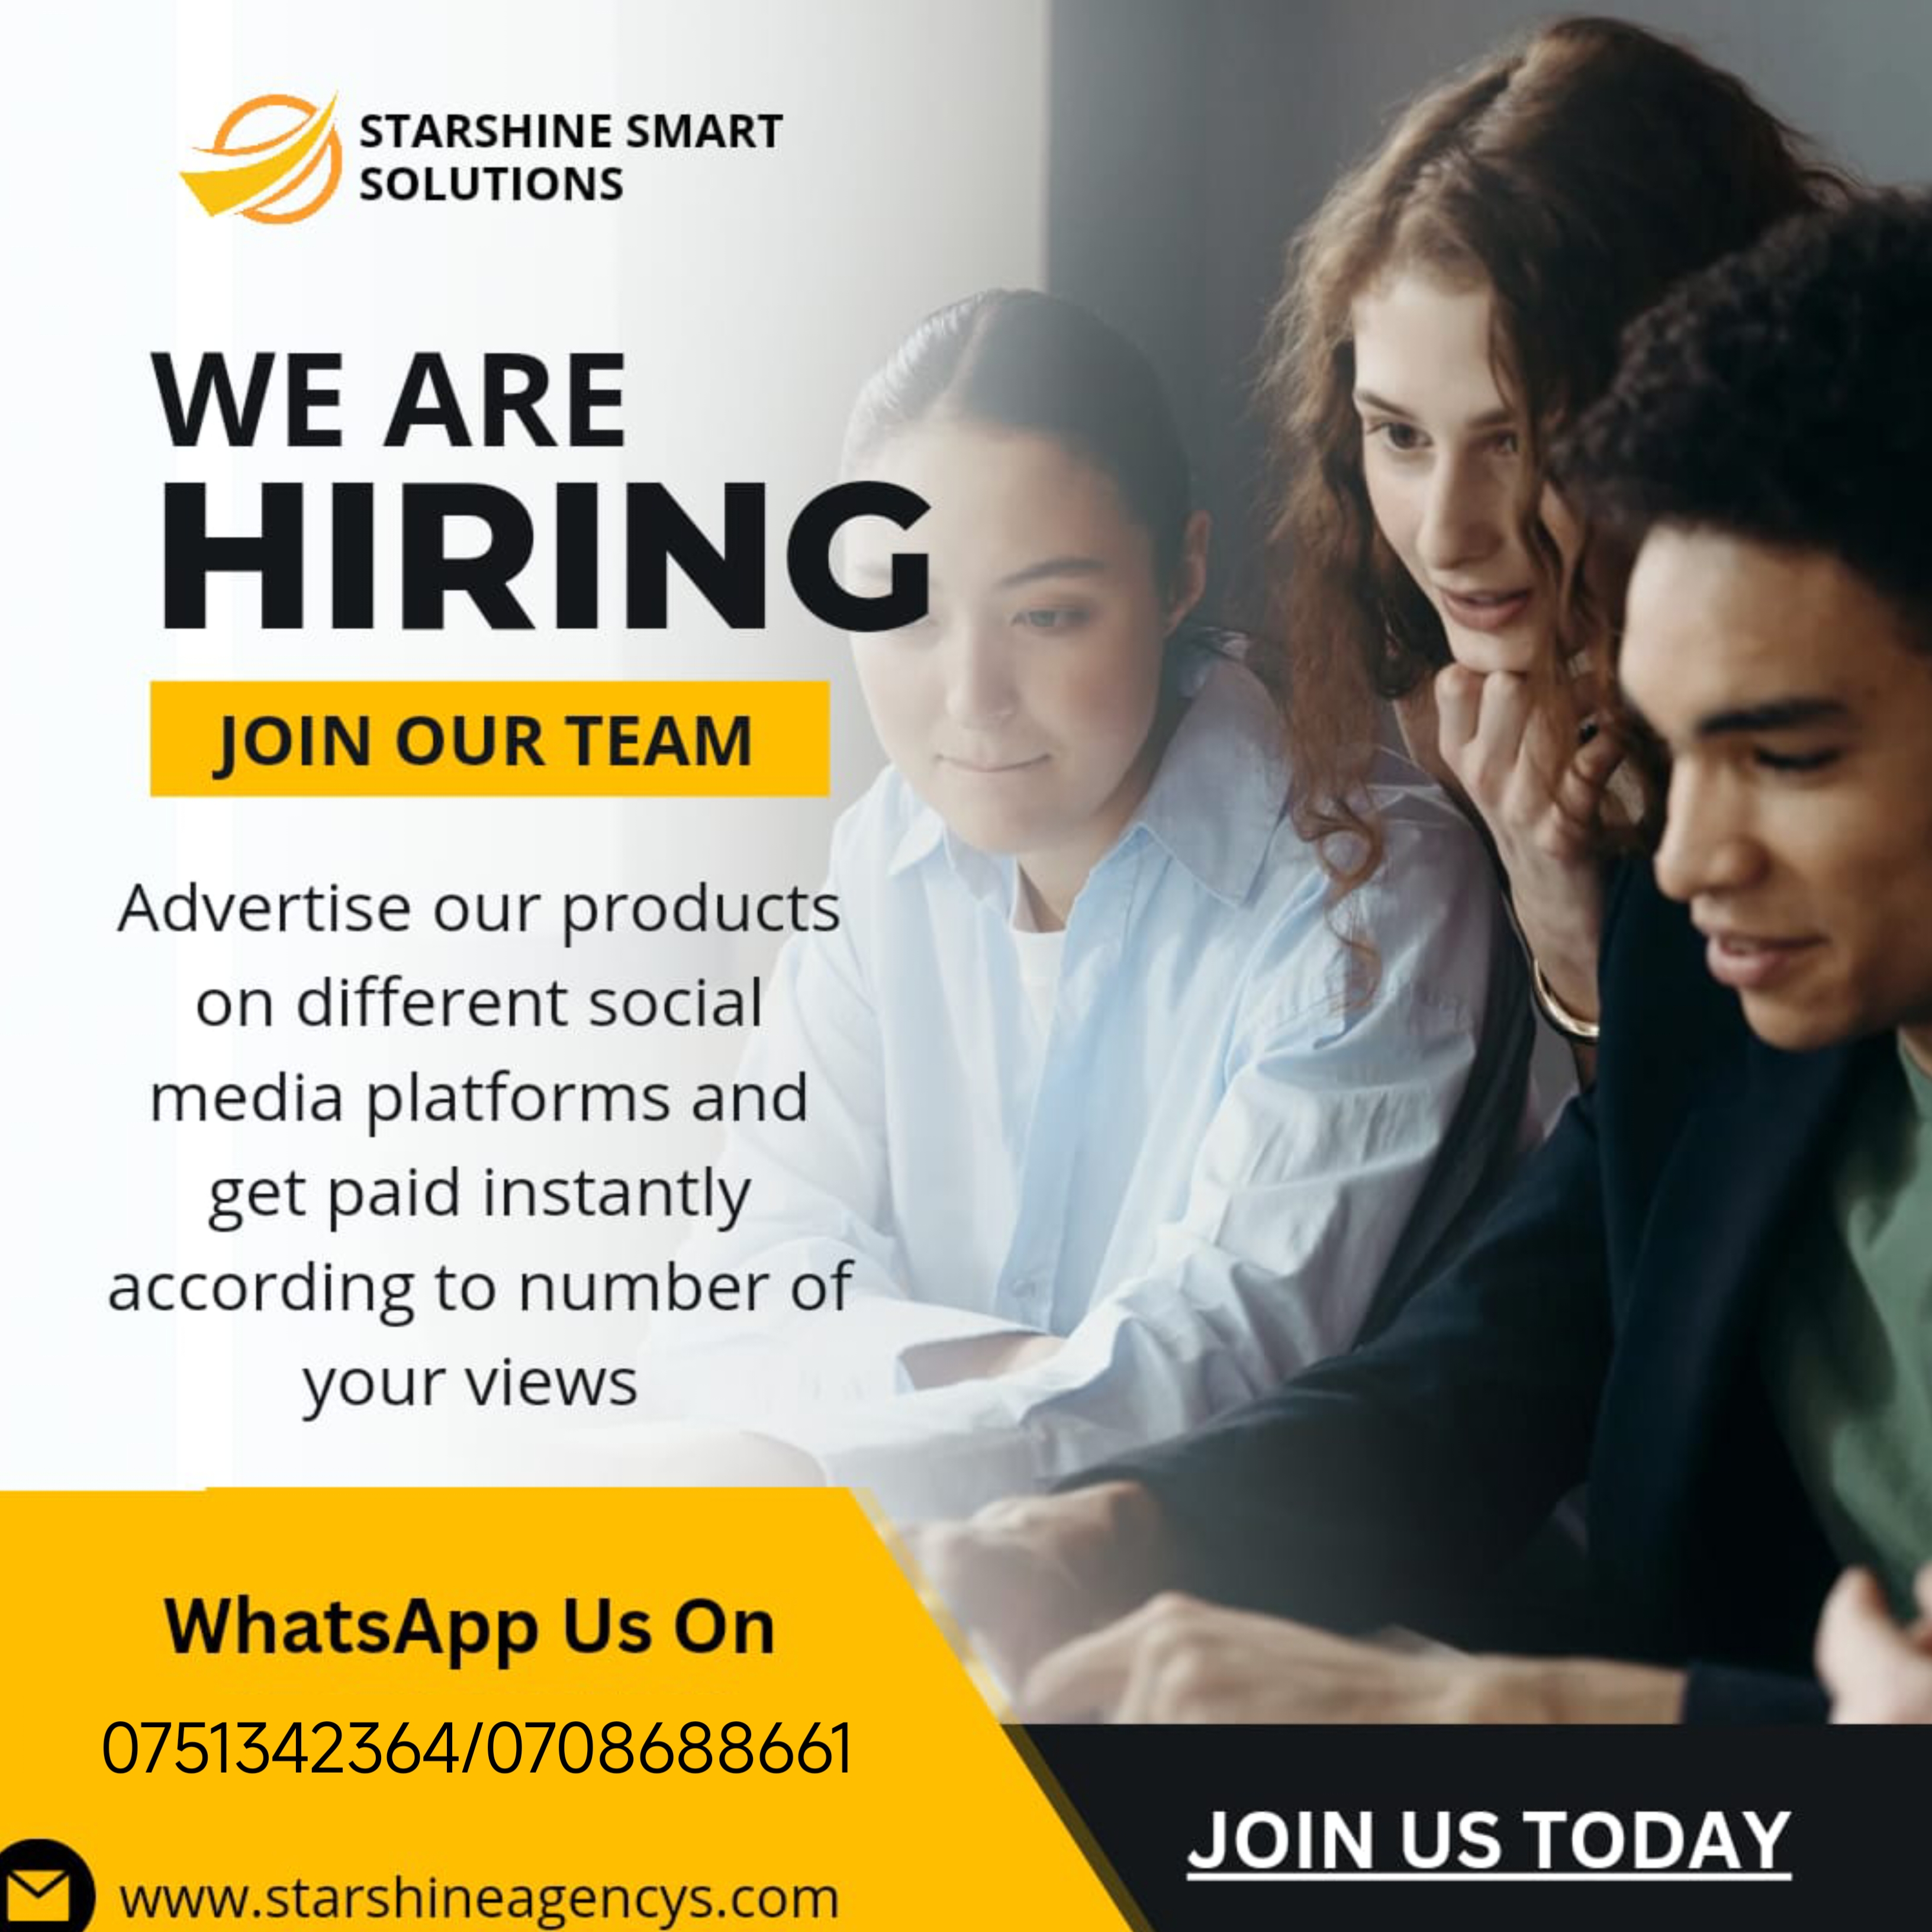 STARSHINE SMART
SOLUTIONS
WE ARE
HIRING
JOIN OUR TEAM
Advertise our products
on different social
media platforms and
get paid instantly
according to number of
your views
WhatsApp Us On
0751342364/0708688661
www.starshineagencys.com
JOIN US TODAY